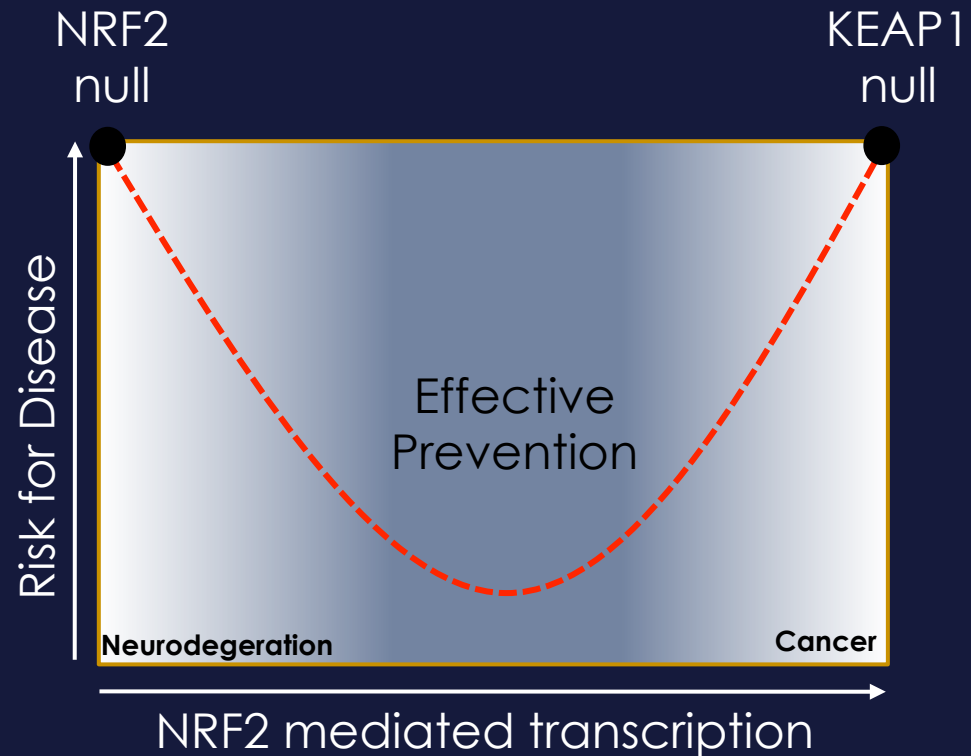 NRF2
null
KEAP1
null
Risk for Disease
Effective
Prevention
Neurodegeration
Cancer
NRF2 mediated transcription